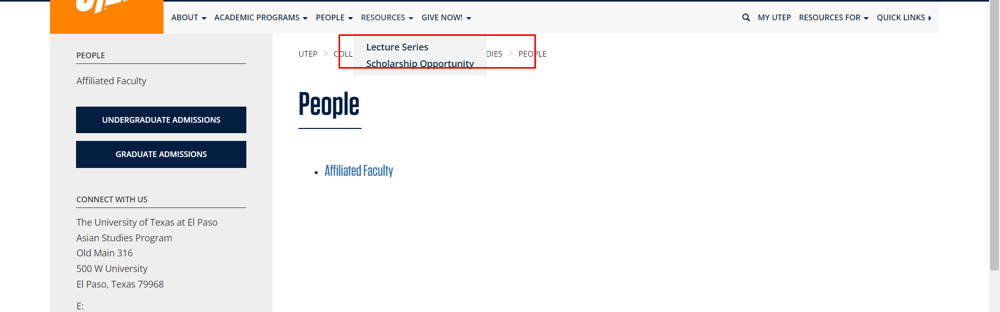 ABOUT ACADEMIC PROGRAMS PEOPLE RESOURCES GIVE NOW! MY UTEP RESOURCES FOR QUICK LINKS
Lecture Series
Scholarship Opportunity
UTEP > COLL DIES > PEOPLE
PEOPLE
Affiliated Faculty
UNDERGRADUATE ADMISSIONS
GRADUATE ADMISSIONS
CONNECT WITH US
The University of Texas at El Paso
Asian Studies Program
Old Main 316
500 W University
El Paso, Texas 79968
E:
People
• Affiliated Faculty